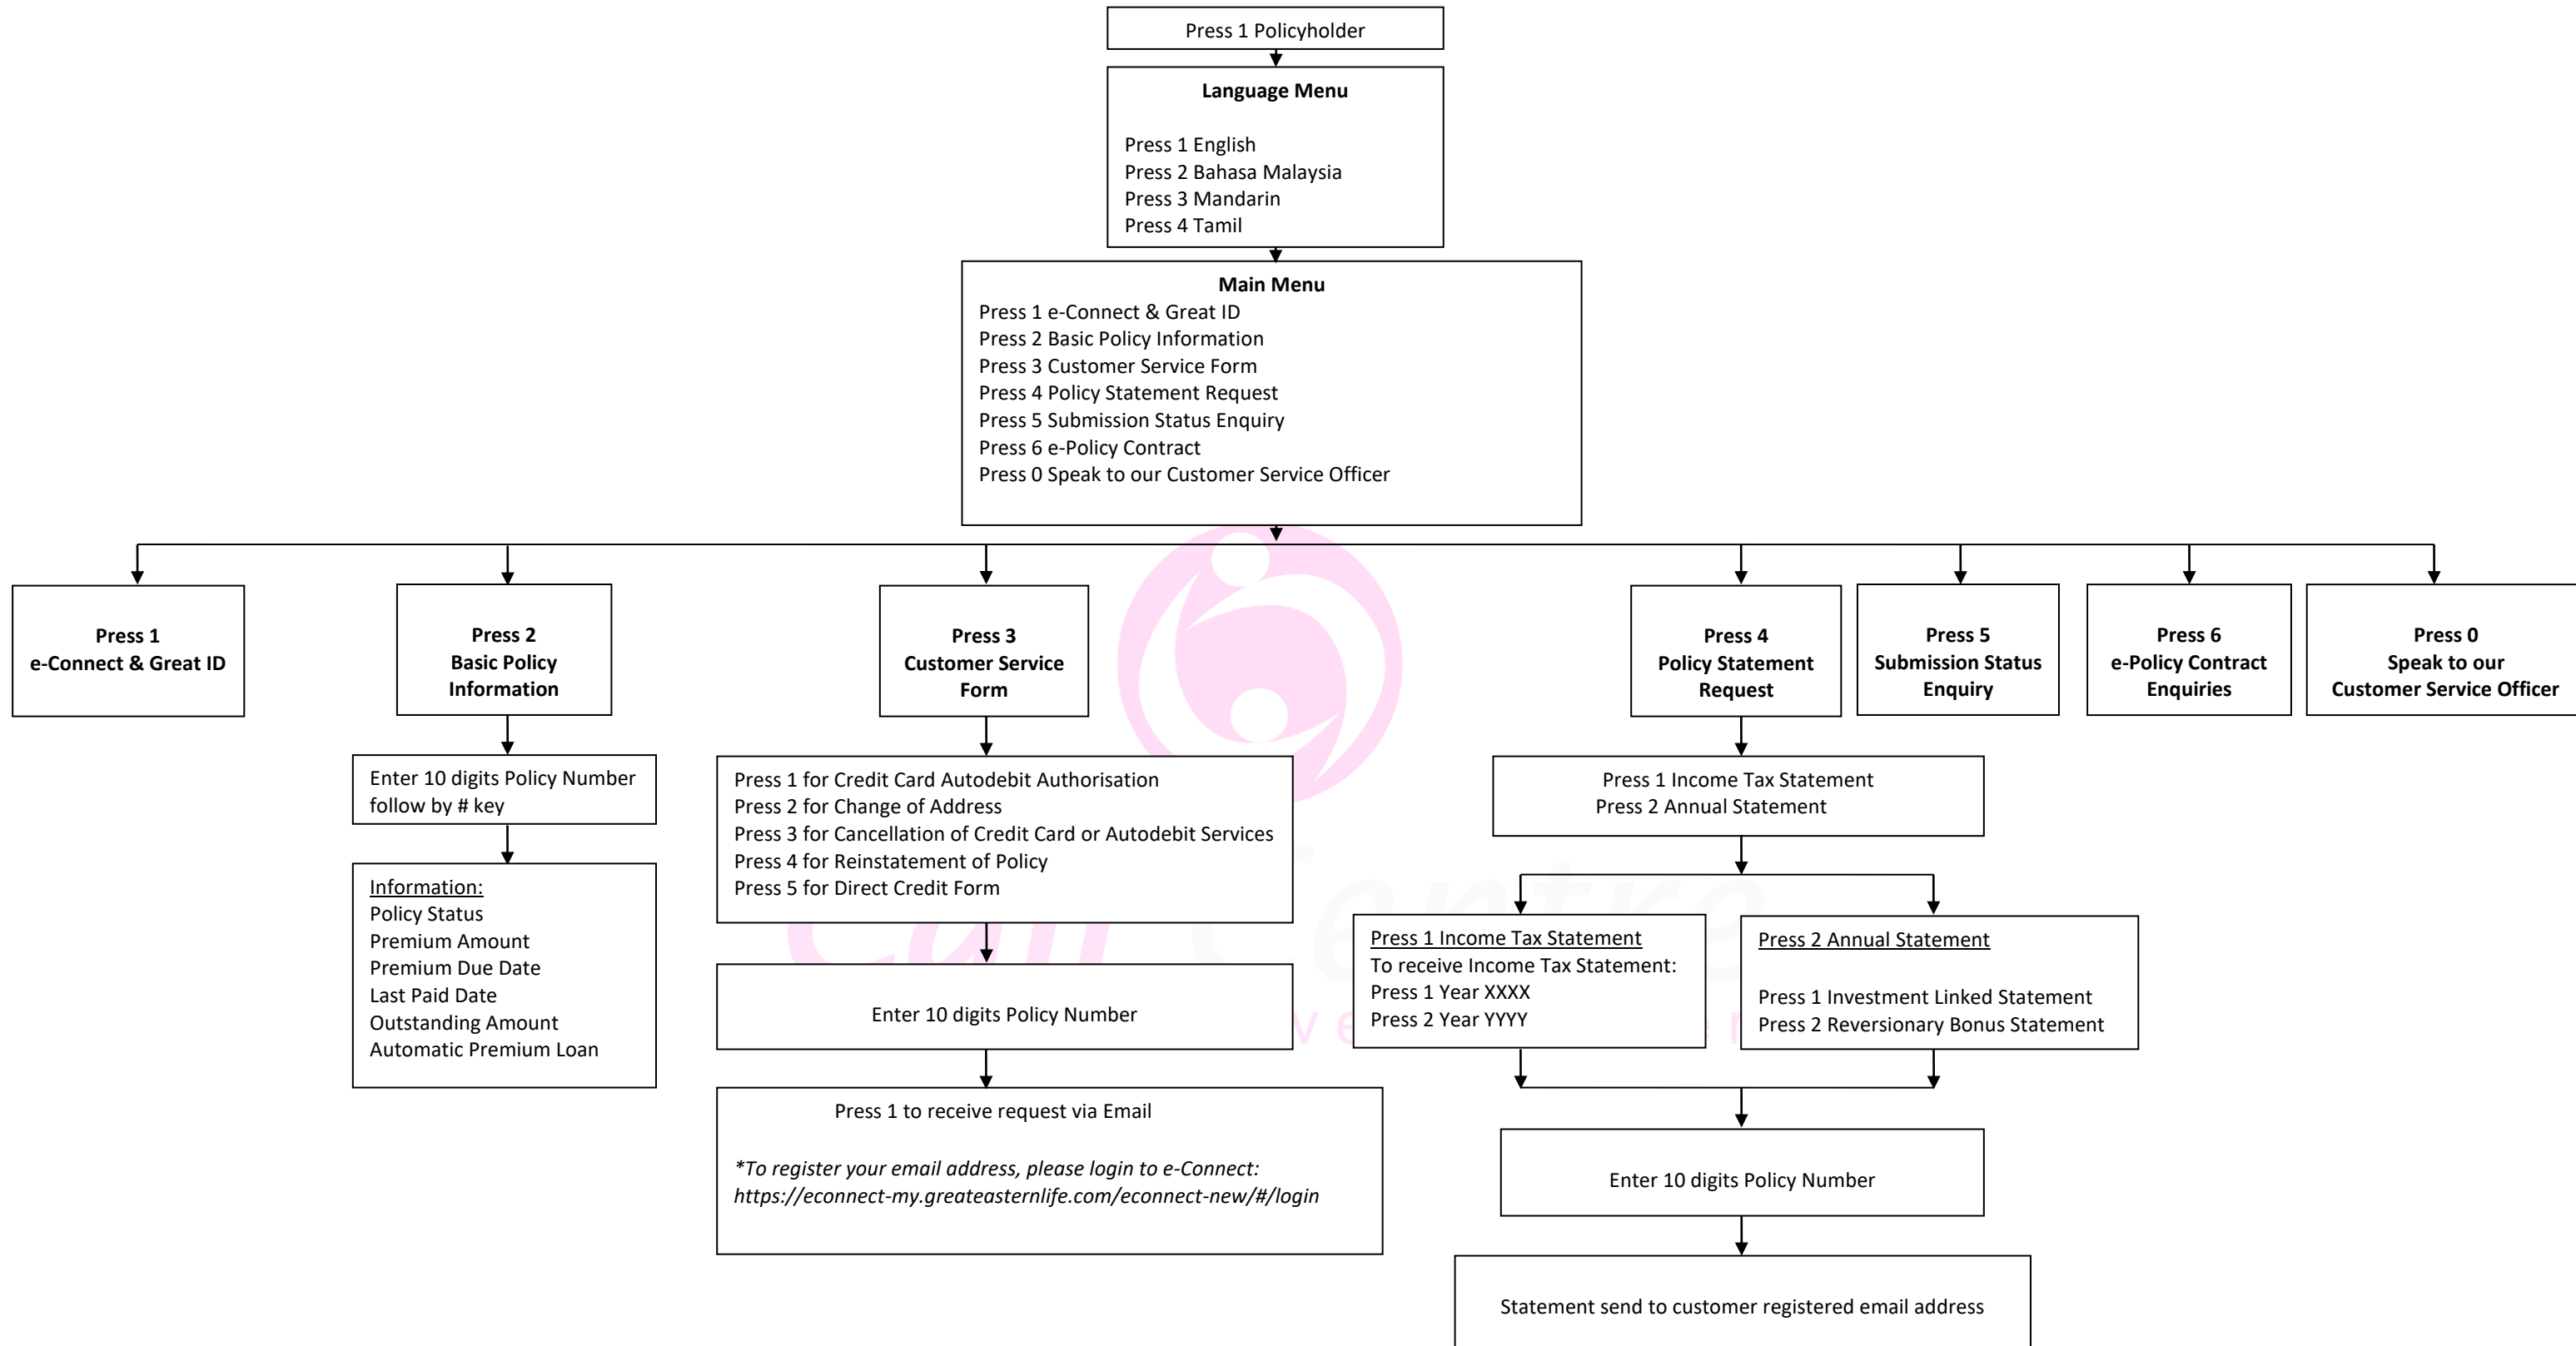 Press 1 Policyholder
Language Menu
Press 1 English
Press 2 Bahasa Malaysia
Press 3 Mandarin
Press 4 Tamil
Main Menu
Press 1 e-Connect & Great ID
Press 2 Basic Policy Information
Press 3 Customer Service Form
Press 4 Policy Statement Request
Press 5 Submission Status Enquiry
Press 6 e-Policy Contract
Press 0 Speak to our Customer Service Officer
Press 1
e-Connect & Great ID
Press 2
Basic Policy
Information
Press 3
Customer Service
Form
Press 4
Policy Statement
Request
Press 5
Submission Status
Enquiry
Press 6
e-Policy Contract
Enquiries
Press 0
Speak to our
Customer Service Officer
Enter 10 digits Policy Number
follow by # key
Information:
Policy Status
Premium Amount
Premium Due Date
Last Paid Date
Outstanding Amount
Automatic Premium Loan
Press 1 for Credit Card Autodebit Authorisation
Press 2 for Change of Address
Press 3 for Cancellation of Credit Card or Autodebit Services
Press 4 for Reinstatement of Policy
Press 5 for Direct Credit Form
Enter 10 digits Policy Number
Press 1 to receive request via Email
*To register your email address, please login to e-Connect:
https://econnect-my.greateasternlife.com/econnect-new/#/login
Press 1 Income Tax Statement
Press 2 Annual Statement
Press 1 Income Tax Statement
To receive Income Tax Statement:
Press 1 Year XXXX
Press 2 Year YYYY
Press 2 Annual Statement
Press 1 Investment Linked Statement
Press 2 Reversionary Bonus Statement
Enter 10 digits Policy Number
Statement send to customer registered email address